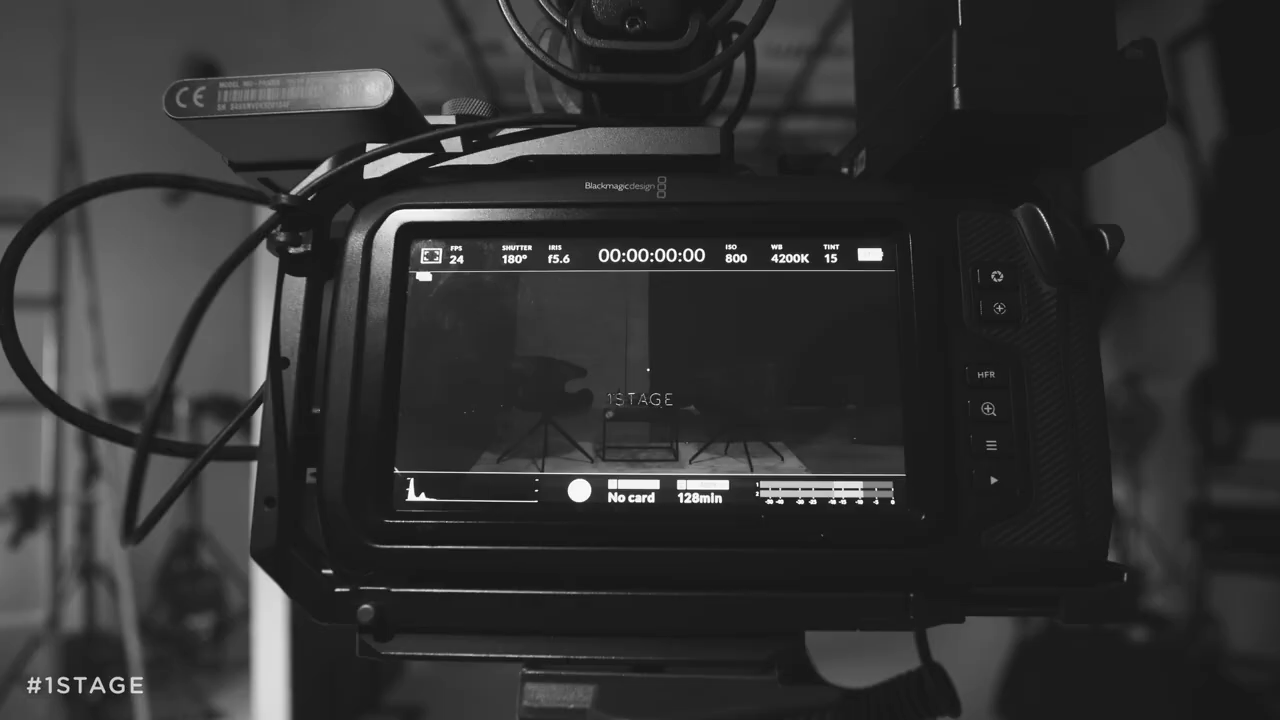 CE
Blackmagicdesign
FPS SHUTTER IRIS ISO WB TINT
24 180° f5.6 00:00:00:00 800 4200K 15
1STAGE
HFR
No card 128min
#1STAGE